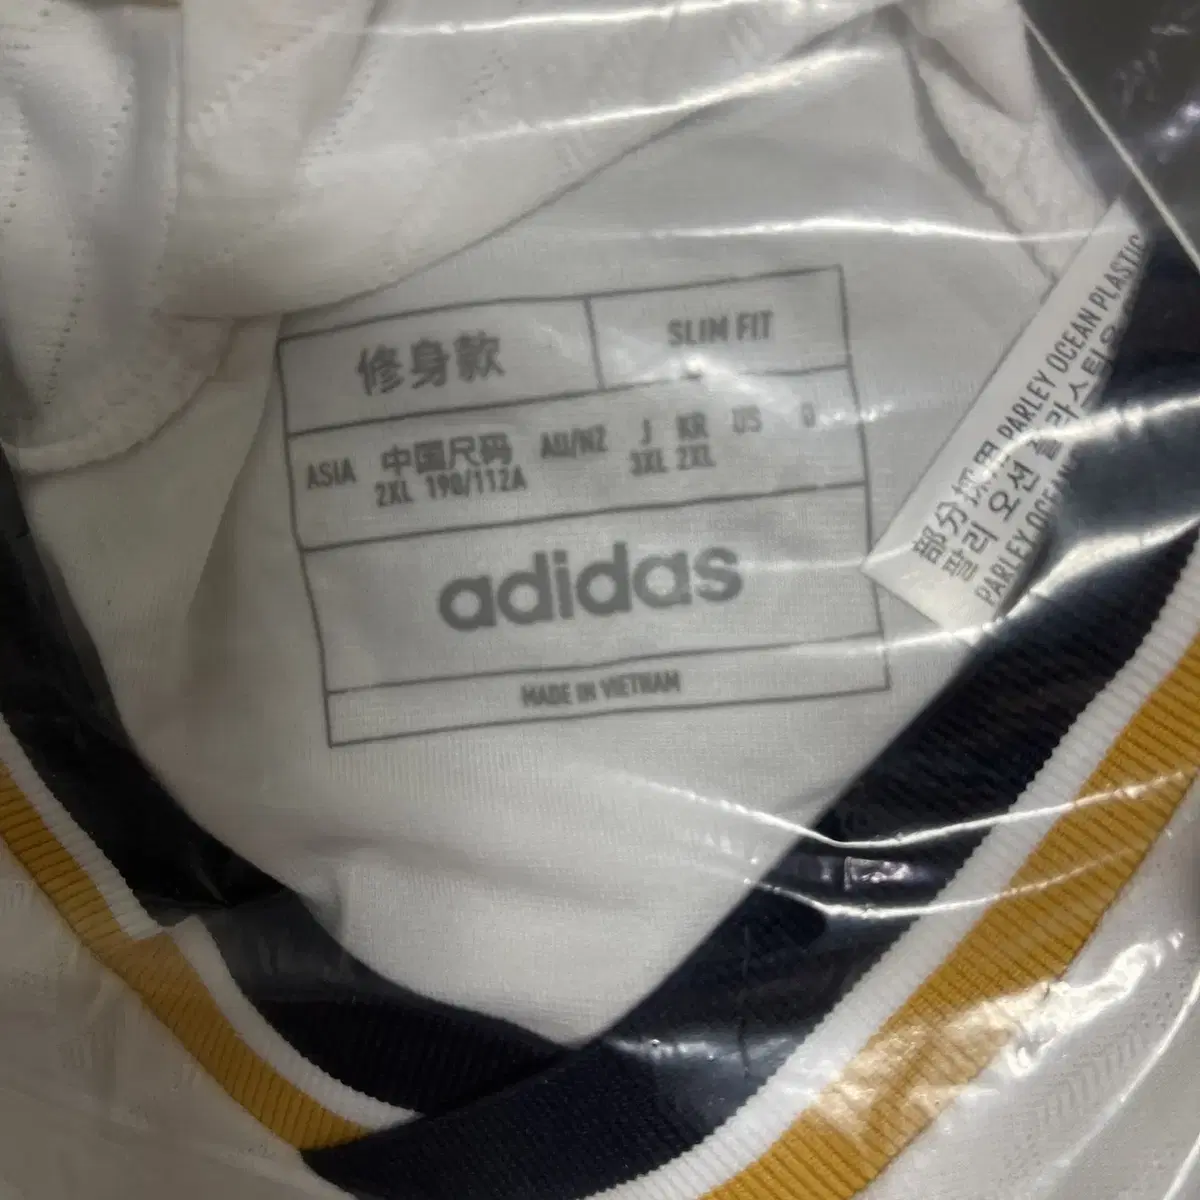 修身款
SLIM FIT
ASIA 中国尺码 AU/NZ J KR US
2XL 190/112A 3XL 2XL
adidas
MADE IN VIETNAM
部分採用 PARLEY OCEAN PLASTIC
팔리 오션 플라스틱
PARLEY OCEAN